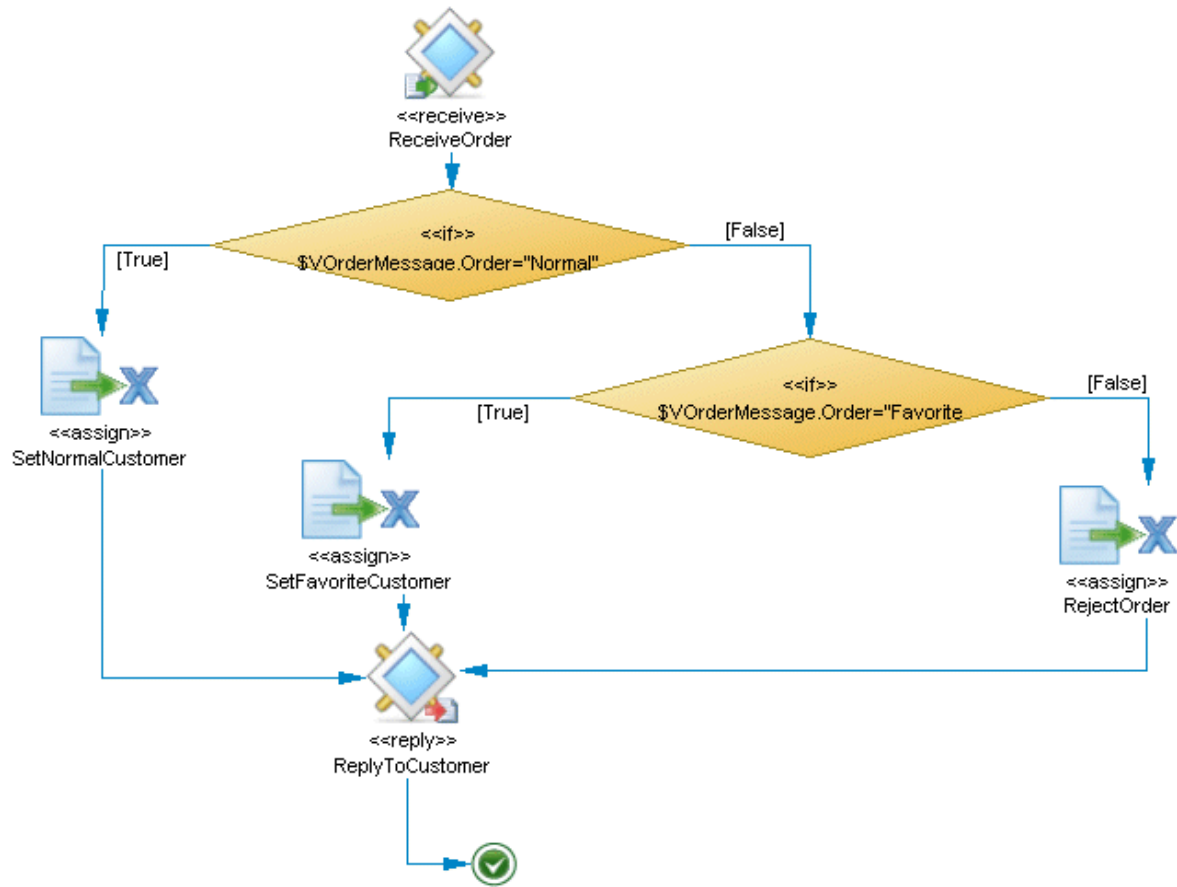 <<receive>>
ReceiveOrder
<<if>>
$VOrderMessage.Order="Normal"
[True]
[False]
<<if>>
$VOrderMessage.Order="Favorite
[True]
[False]
<<assign>>
SetNormalCustomer
<<assign>>
SetFavoriteCustomer
<<assign>>
RejectOrder
<<reply>>
ReplyToCustomer